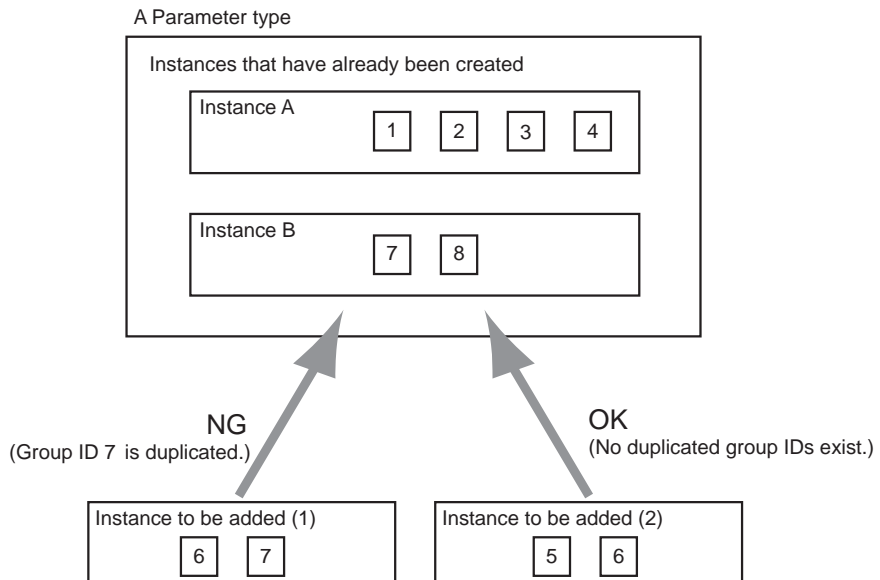 A Parameter type
Instances that have already been created
Instance A
1 2 3 4
Instance B
7 8
NG
(Group ID 7 is duplicated.)
OK
(No duplicated group IDs exist.)
Instance to be added (1)
6 7
Instance to be added (2)
5 6